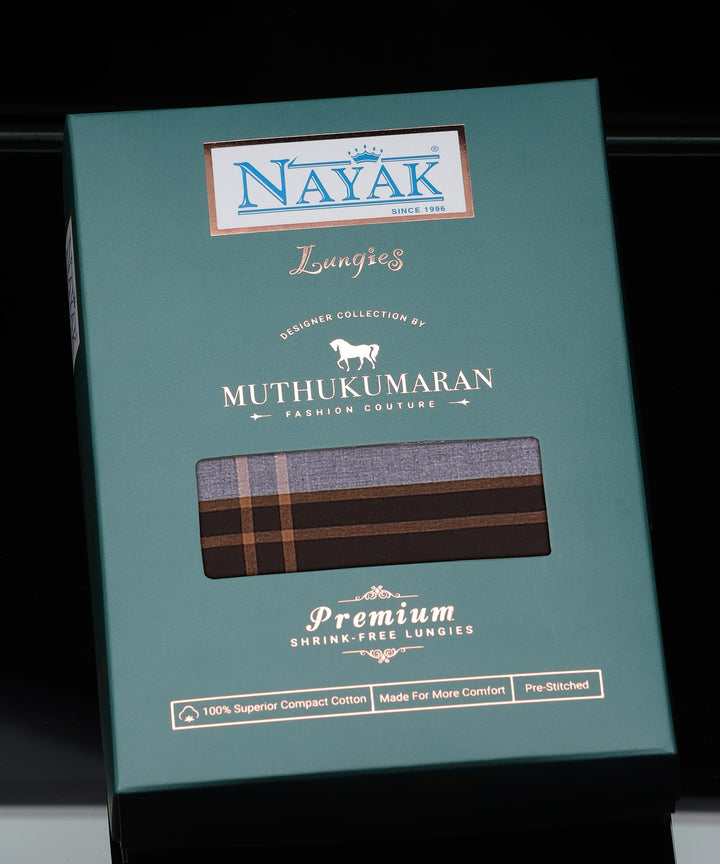 NAYAK®
SINCE 1996
Lungies
DESIGNER COLLECTION BY
MUTHUKUMARAN
FASHION COUTURE
Premium
SHRINK-FREE LUNGIES
100% Superior Compact Cotton
Made For More Comfort
Pre-Stitched